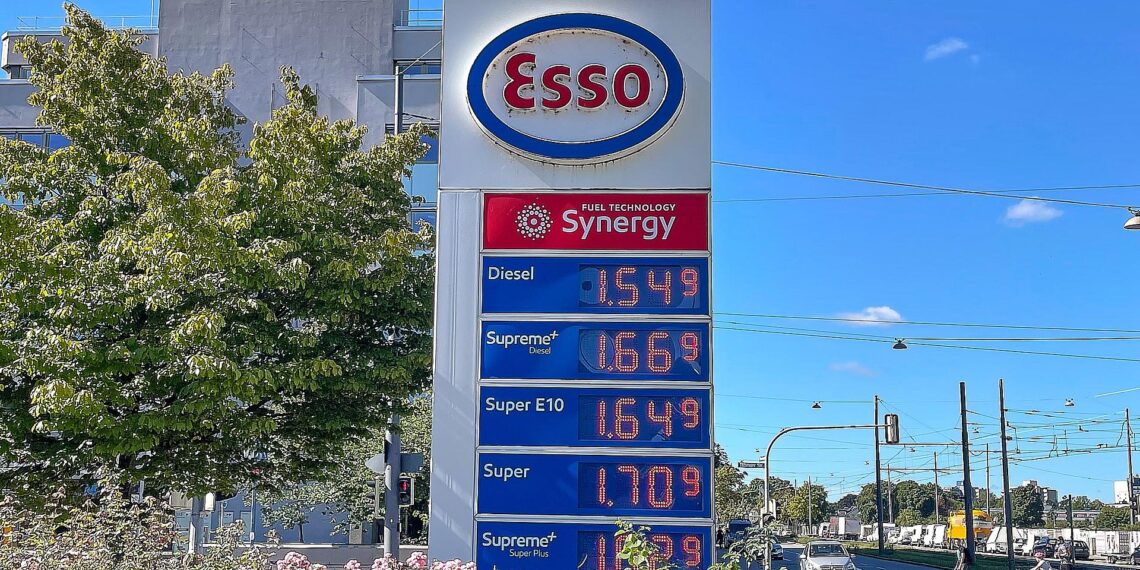 Esso
FUEL TECHNOLOGY
Synergy
Diesel 1.549
Supreme+ 1.669
Diesel
Super E10 1.649
Super 1.709
Supreme+
Super Plus